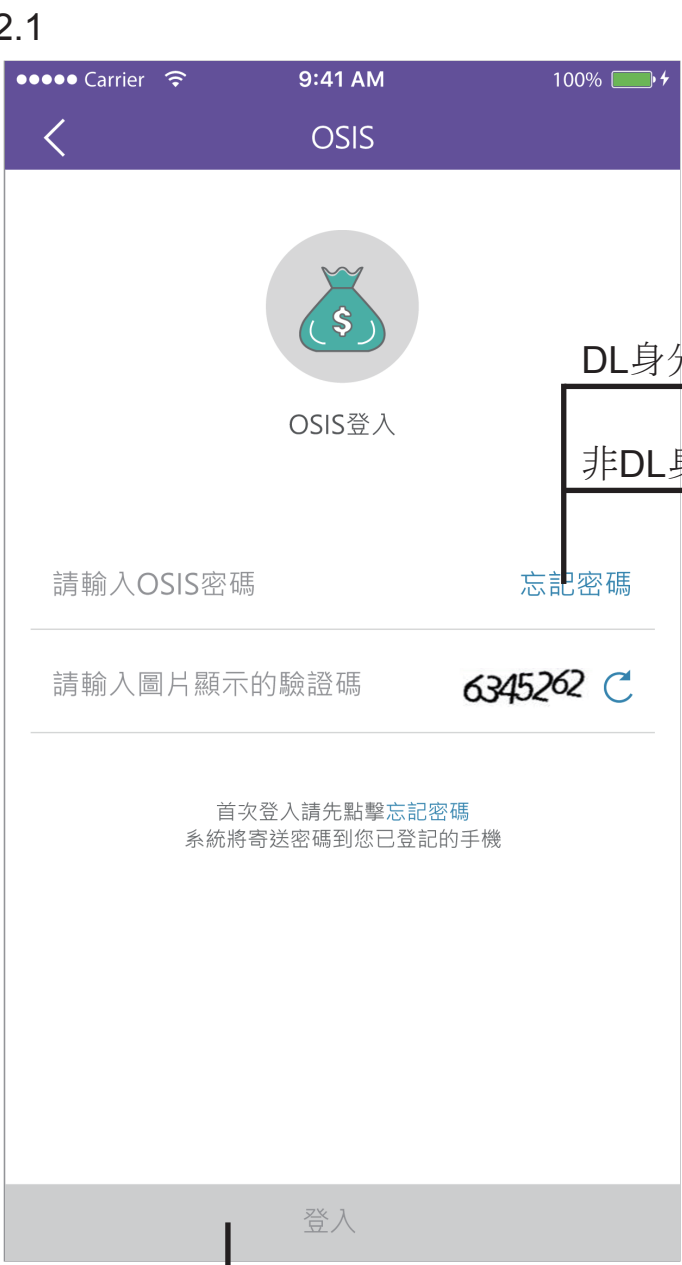 2.1
Carrier 9:41 AM 100%
OSIS
$
DL身
OSIS登入
非DL
請輸入OSIS密碼 忘記密碼
請輸入圖片顯示的驗證碼 6345262
首次登入請先點擊忘記密碼
系統將寄送密碼到您已登記的手機
登入